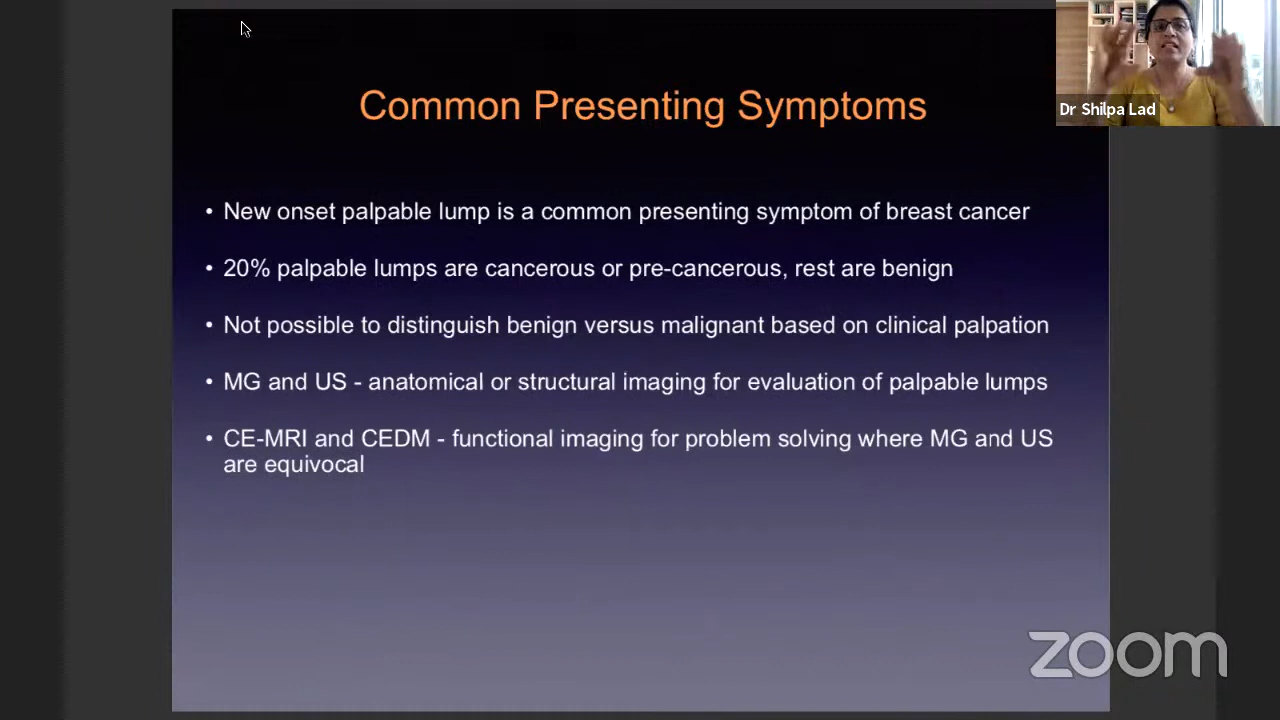 Common Presenting Symptoms
Dr Shilpa Lad
• New onset palpable lump is a common presenting symptom of breast cancer
• 20% palpable lumps are cancerous or pre-cancerous, rest are benign
• Not possible to distinguish benign versus malignant based on clinical palpation
• MG and US - anatomical or structural imaging for evaluation of palpable lumps
• CE-MRI and CEDM - functional imaging for problem solving where MG and US
are equivocal
zoom